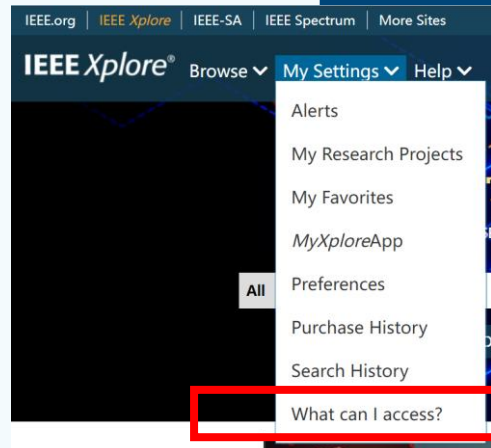 IEEE.org | IEEE Xplore | IEEE-SA | IEEE Spectrum | More Sites
IEEE Xplore® Browse My Settings Help
Alerts
My Research Projects
My Favorites
MyXploreApp
All
Preferences
Purchase History
Search History
What can I access?